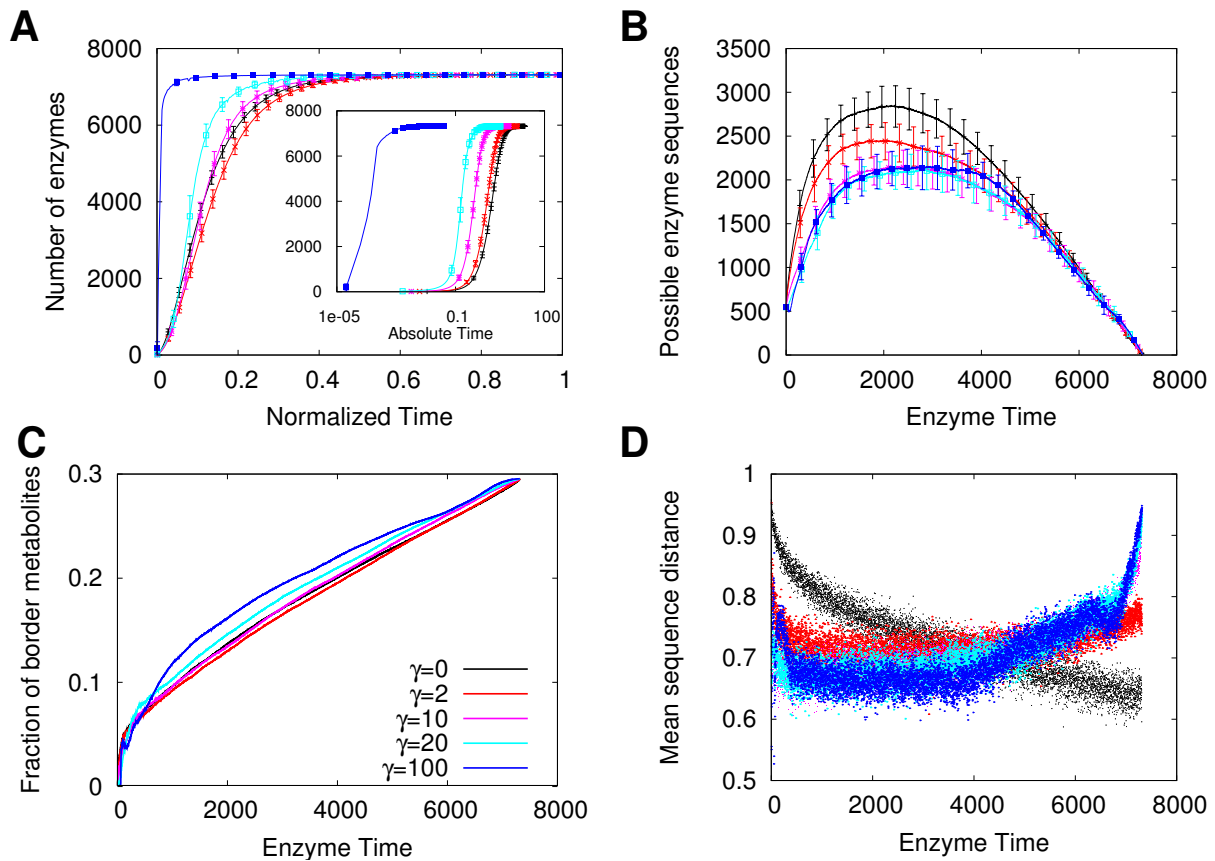 A
8000
7000
6000
5000
4000
3000
2000
1000
0
Number of enzymes
0 0.2 0.4 0.6 0.8 1
Normalized Time
8000
6000
4000
2000
0
1e-05 0.1 100
Absolute Time
B
3500
3000
2500
2000
1500
1000
500
0
Possible enzyme sequences
0 2000 4000 6000 8000
Enzyme Time
C
0.3
0.2
0.1
0
Fraction of border metabolites
γ=0
γ=2
γ=10
γ=20
γ=100
0 2000 4000 6000 8000
Enzyme Time
D
1
0.9
0.8
0.7
0.6
0.5
Mean sequence distance
0 2000 4000 6000 8000
Enzyme Time